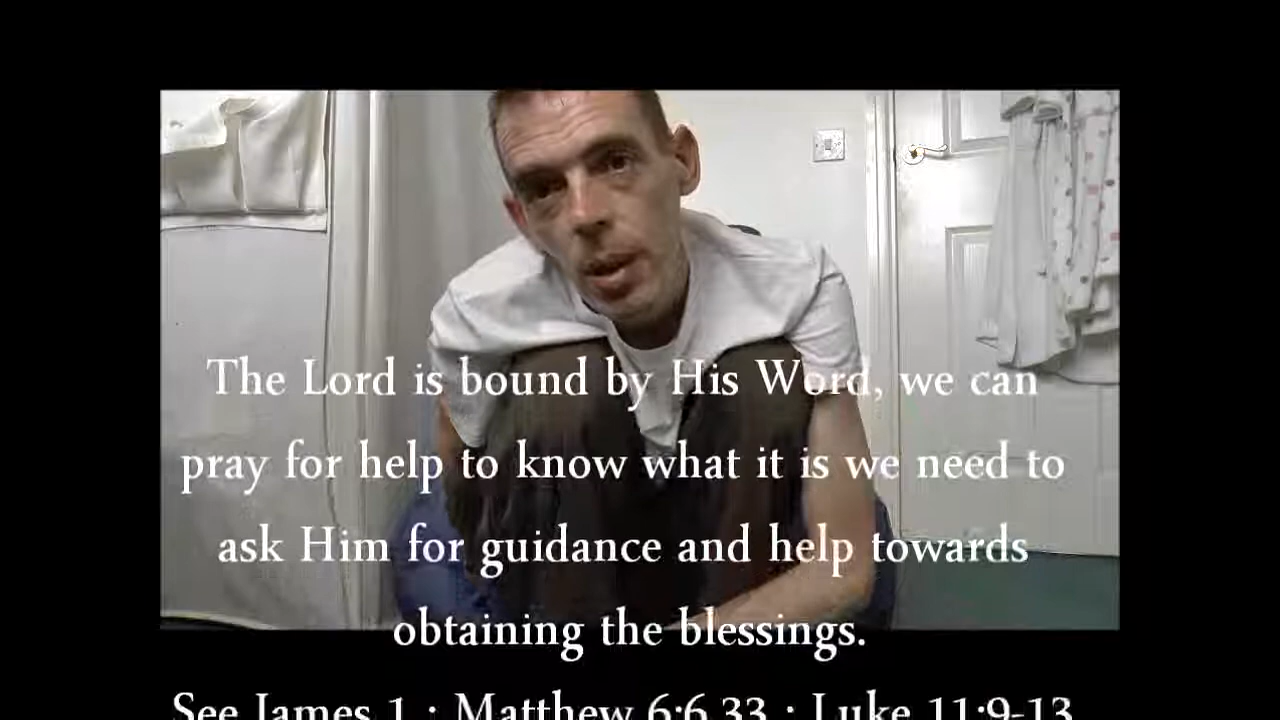 The Lord is bound by His Word, we can
pray for help to know what it is we need to
ask Him for guidance and help towards
obtaining the blessings.
See James 1 : Matthew 6:6,33 : Luke 11:9-13